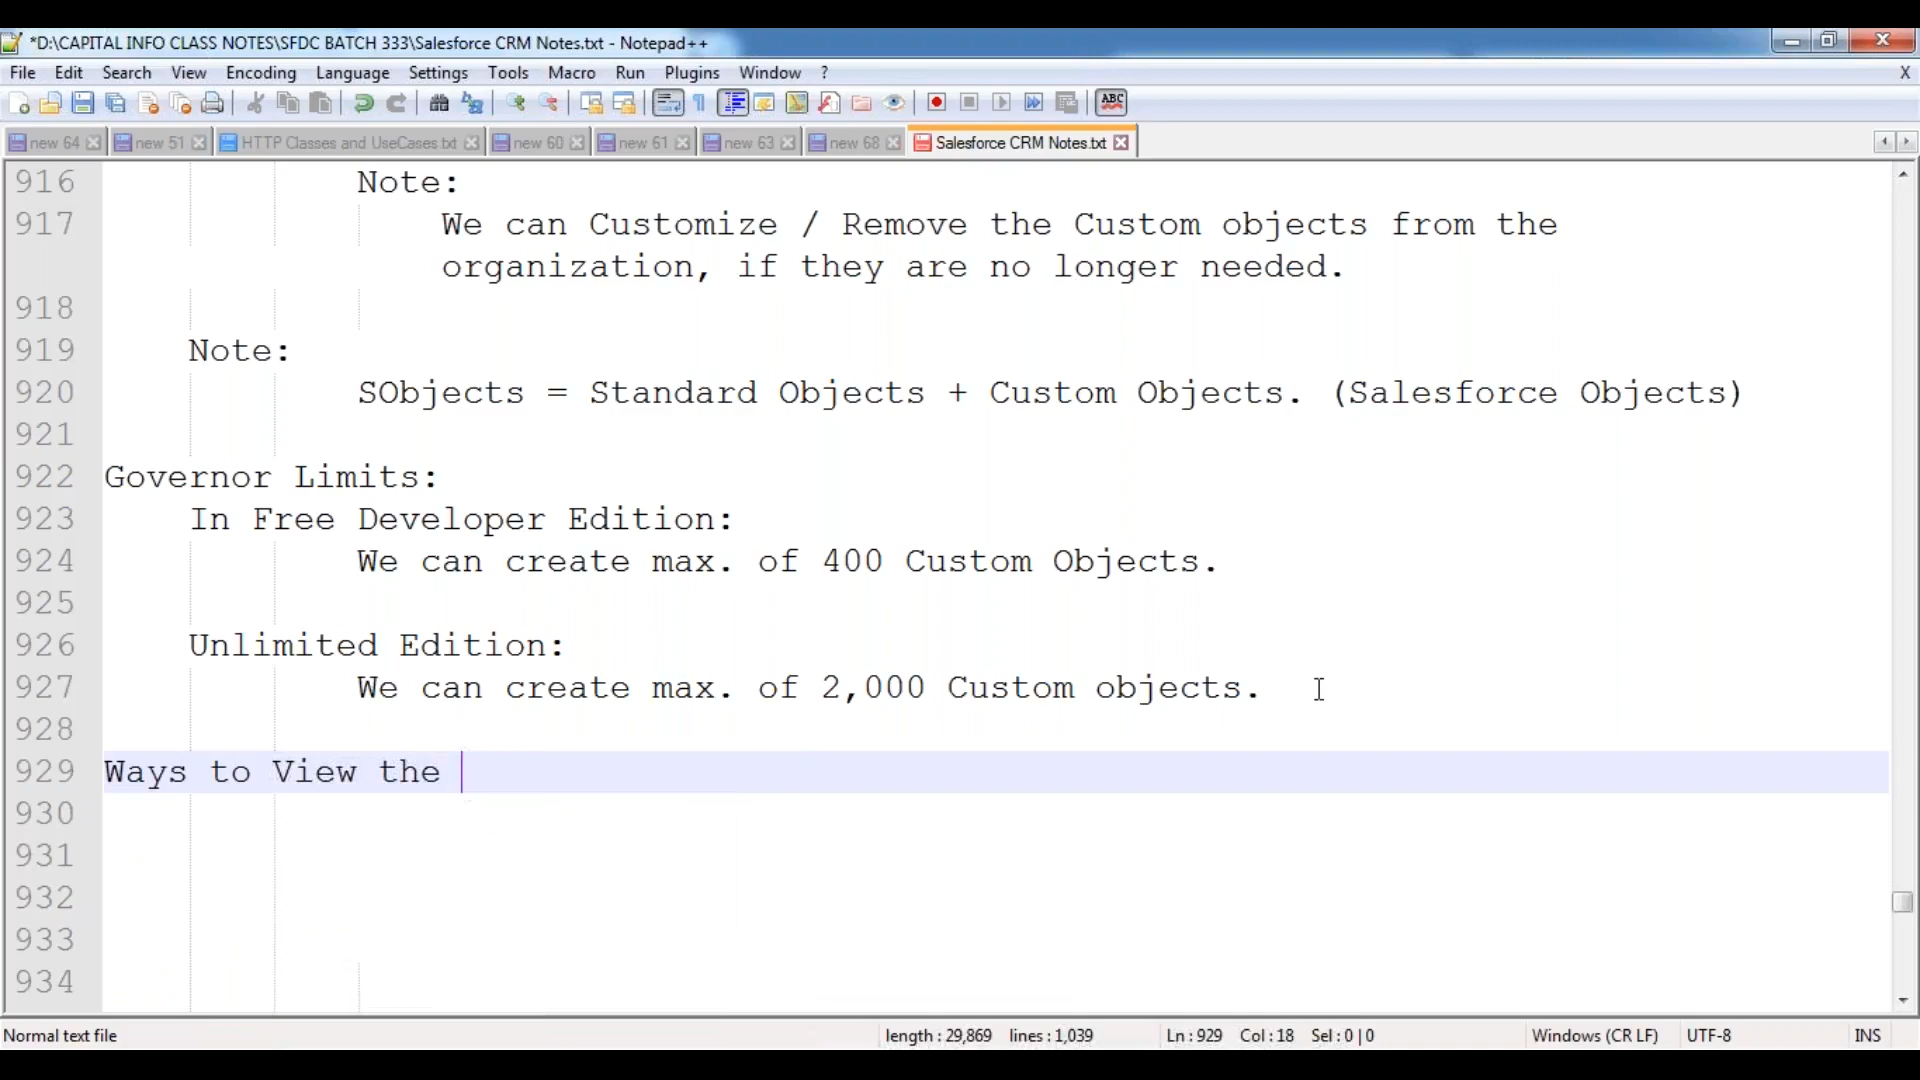 *D:\CAPITAL INFO CLASS NOTES\SFDC BATCH 333\Salesforce CRM Notes.txt - Notepad++
File Edit Search View Encoding Language Settings Tools Macro Run Plugins Window ? X
ABC
new 64 new 51 HTTP Classes and UseCases.txt new 60 new 61 new 63 new 68 Salesforce CRM Notes.txt
916 Note:
917 We can Customize / Remove the Custom objects from the
organization, if they are no longer needed.
918
919 Note:
920 SObjects = Standard Objects + Custom Objects. (Salesforce Objects)
921
922 Governor Limits:
923 In Free Developer Edition:
924 We can create max. of 400 Custom Objects.
925
926 Unlimited Edition:
927 We can create max. of 2,000 Custom objects.
928
929 Ways to View the
930
931
932
933
934
Normal text file length : 29,869 lines : 1,039 Ln : 929 Col : 18 Sel : 0 | 0 Windows (CR LF) UTF-8 INS